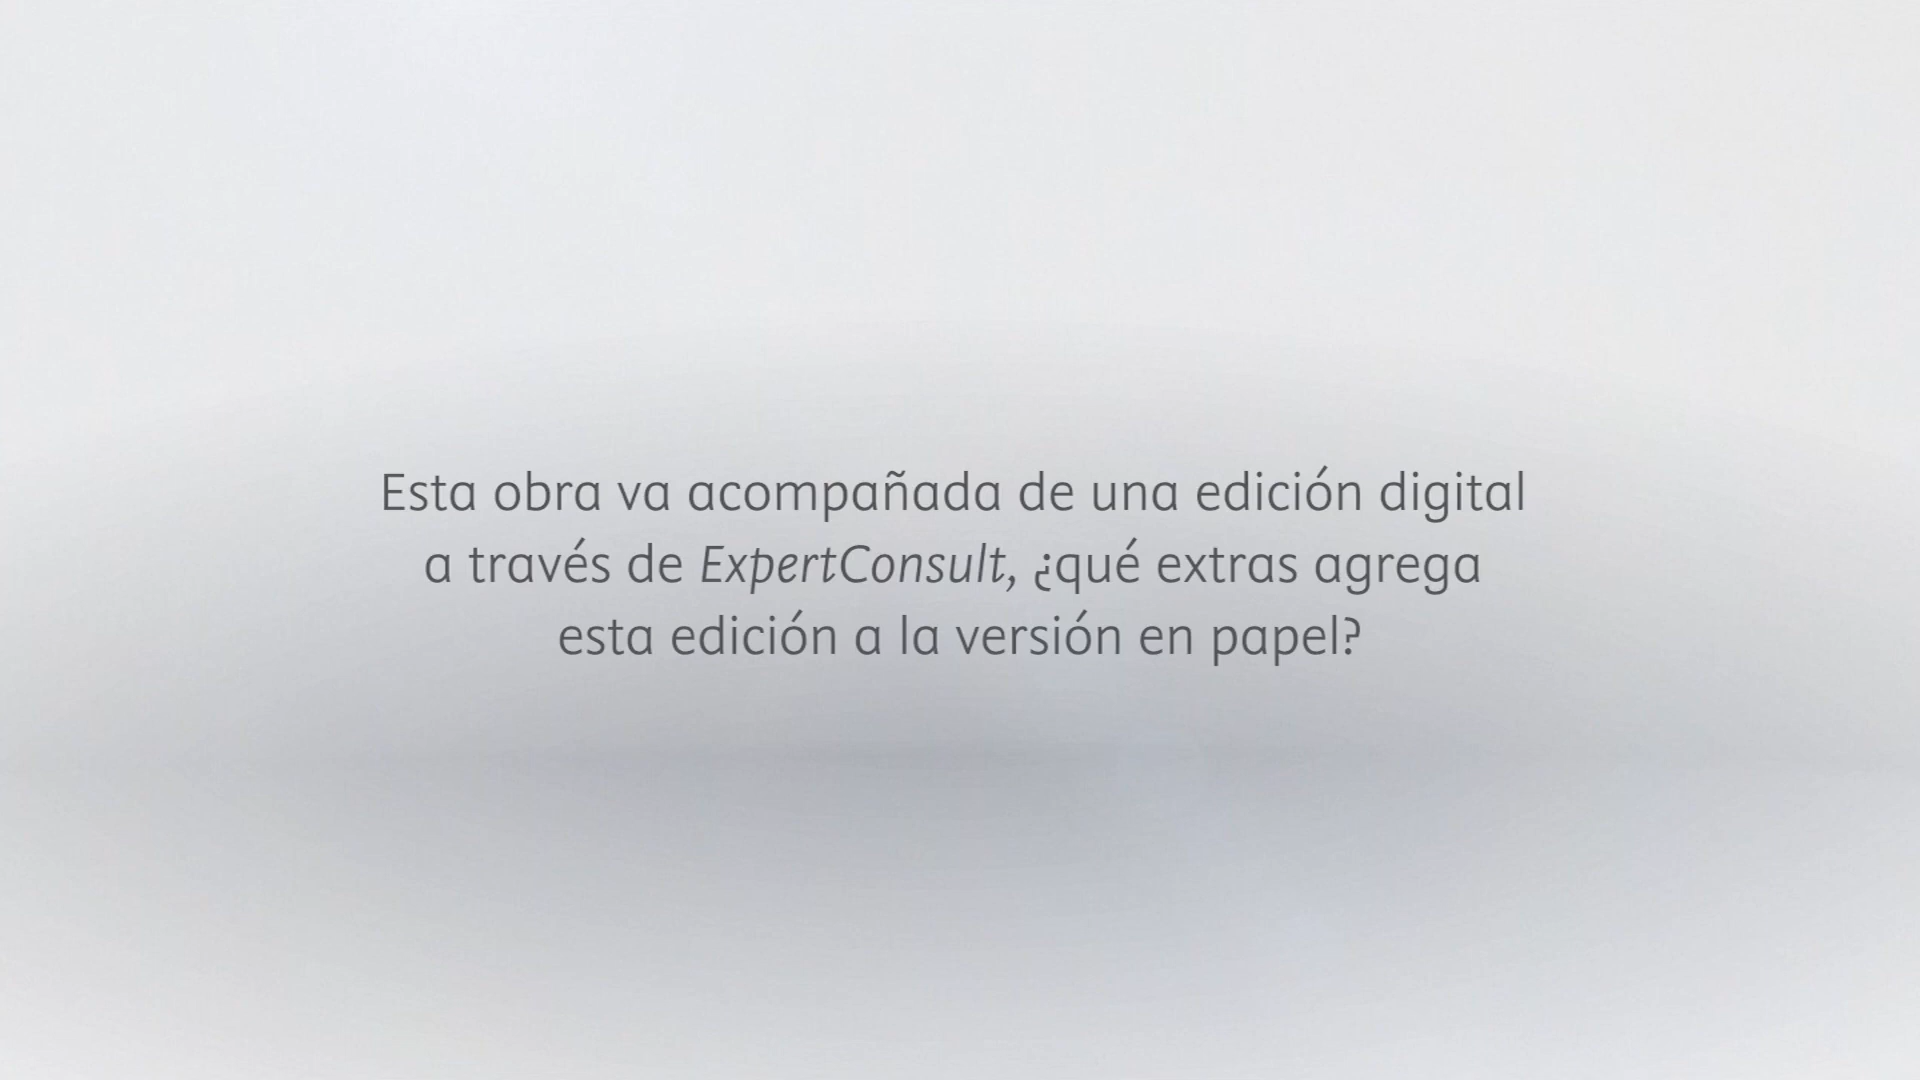 Esta obra va acompañada de una edición digital
a través de ExpertConsult, ¿qué extras agrega
esta edición a la versión en papel?